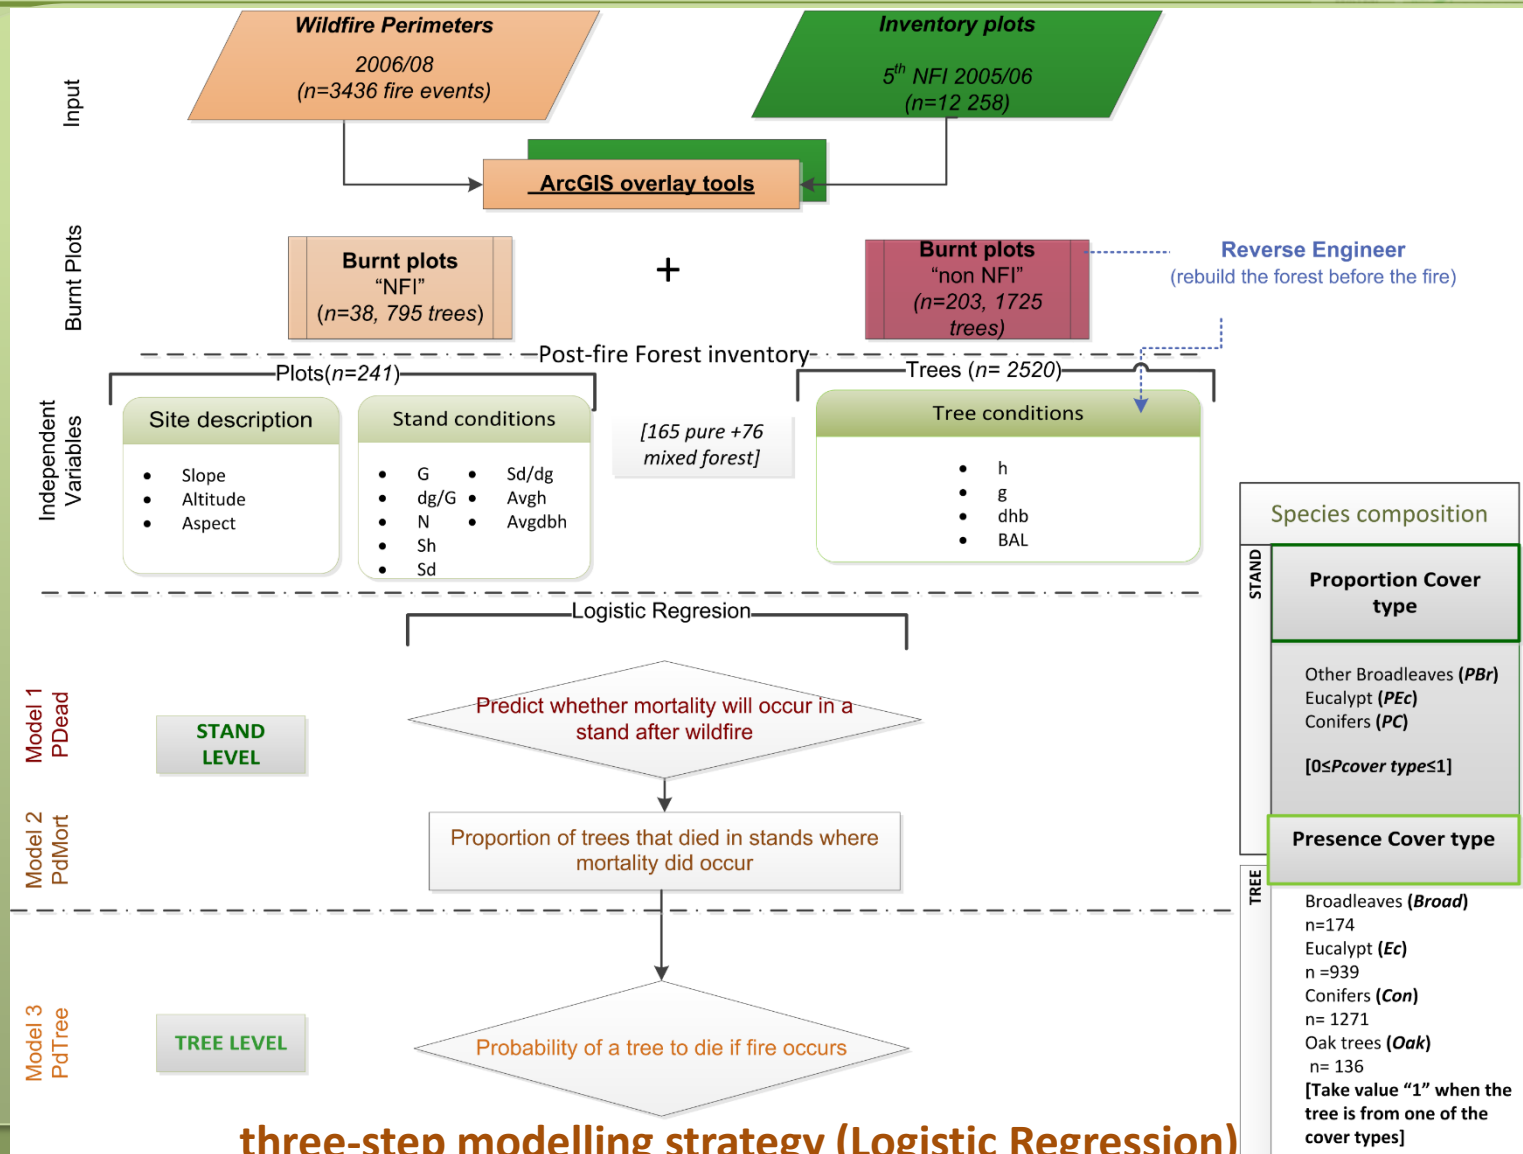 Input
Wildfire Perimeters
2006/08
(n=3436 fire events)
Inventory plots
5th NFI 2005/06
(n=12 258)
ArcGIS overlay tools
Burnt Plots
Burnt plots
“NFI”
(n=38, 795 trees)
+
Burnt plots
“non NFI”
(n=203, 1725
trees)
Reverse Engineer
(rebuild the forest before the fire)
Post-fire Forest inventory
Independent
Variables
Plots(n=241)
Site description
• Slope
• Altitude
• Aspect
Stand conditions
• G
• dg/G
• N
• Sh
• Sd
• Sd/dg
• Avgh
• Avgdbh
[165 pure +76
mixed forest]
Trees (n= 2520)
Tree conditions
• h
• g
• dhb
• BAL
Logistic Regresion
Model 1
PDead
STAND
LEVEL
Predict whether mortality will occur in a
stand after wildfire
Model 2
PdMort
Proportion of trees that died in stands where
mortality did occur
Model 3
PdTree
TREE LEVEL
Probability of a tree to die if fire occurs
Species composition
STAND
Proportion Cover
type
Other Broadleaves (PBr)
Eucalypt (PEc)
Conifers (PC)
[0≤Pcover type≤1]
Presence Cover type
TREE
Broadleaves (Broad)
n=174
Eucalypt (Ec)
n =939
Conifers (Con)
n= 1271
Oak trees (Oak)
n= 136
[Take value “1” when the
tree is from one of the
cover types]
three-step modelling strategy (Logistic Regression)